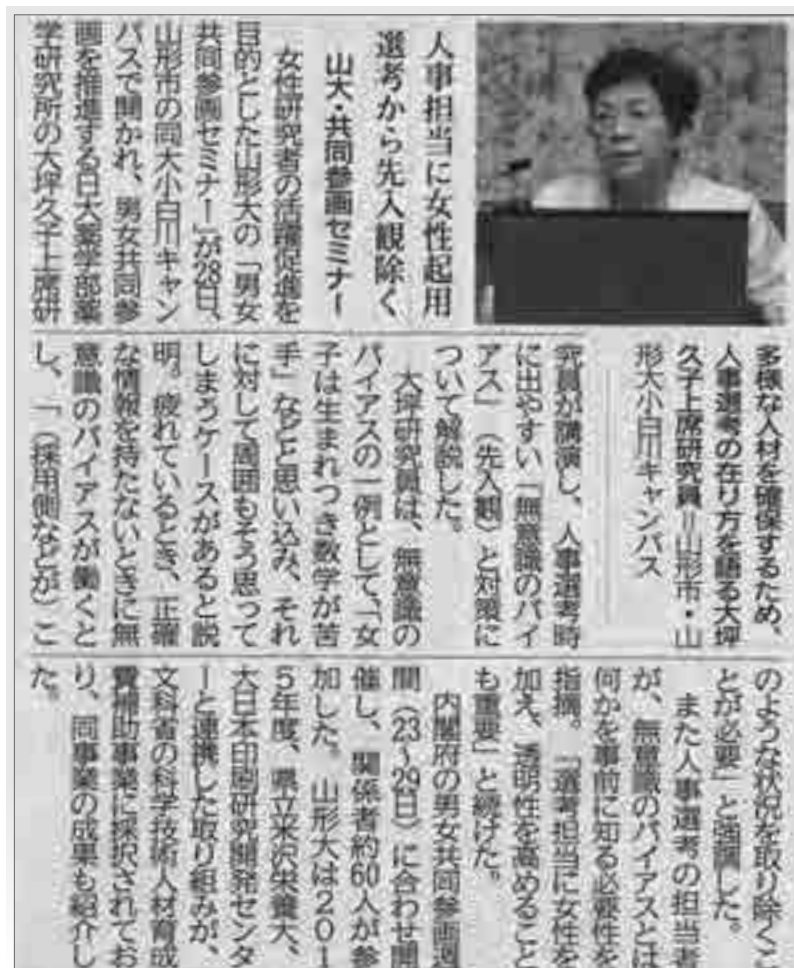 人事担当に女性起用
選考から先入観除く
山大・共同参画セミナー
女性研究者の活躍促進を
目的とした山形大の「男女
共同参画セミナー」が28日、
山形市の同大小白川キャン
パスで開かれ、男女共同参
画を推進する日大薬学部薬
学研究所の大坪久子上席研
多様な人材を確保するため、
人事選考の在り方を語る大坪
久子上席研究員=山形市・山
形大小白川キャンパス
究員が講演し、人事選考時
に出やすい「無意識のバイ
アス」(先入観)と対策に
ついて解説した。
大坪研究員は、無意識の
バイアスの一例として、「女
子は生まれつき数学が苦
手」などと思い込み、それ
に対して周囲もそう思って
しまうケースがあると説
明。疲れているとき、正確
な情報を持たないときに無
意識のバイアスが働くと
し、「(採用側などが)こ
のような状況を取り除くこ
とが必要」と強調した。
また人事選考の担当者
が、無意識のバイアスとは
何かを事前に知る必要性を
指摘。「選考担当に女性を
加え、透明性を高めること
も重要」と続けた。
内閣府の男女共同参画週
間(23~29日)に合わせ開
催し、関係者約60人が参
加した。山形大は201
5年度、県立米沢栄養大、
大日本印刷研究開発センタ
ーと連携した取り組みが、
文科省の科学技術人材育成
費補助事業に採択されてお
り、同事業の成果も紹介し
た。